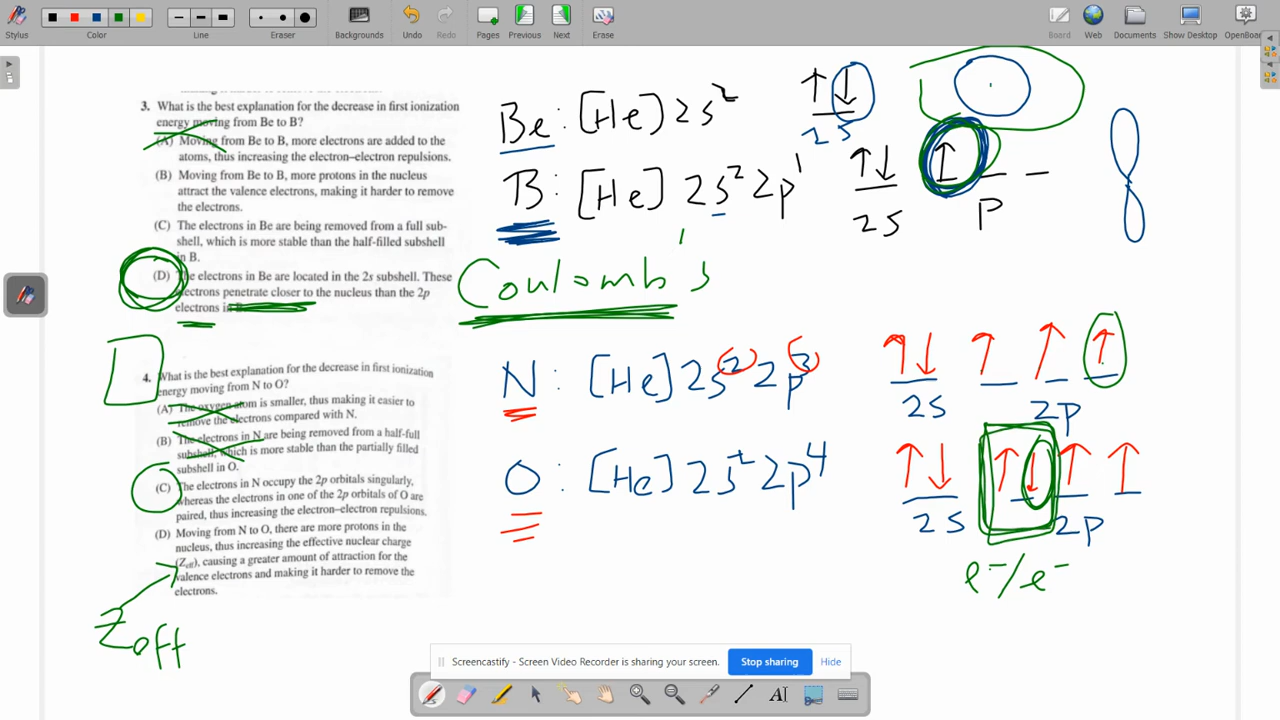 Stylus
Color
Line
Eraser
Backgrounds
Undo
Redo
Pages
Previous
Next
Erase
Board
Web
Documents
Show Desktop
OpenBoard
3. What is the best explanation for the decrease in first ionization
energy moving from Be to B?
(A) Moving from Be to B, more electrons are added to the
atoms, thus increasing the electron–electron repulsions.
(B) Moving from Be to B, more protons in the nucleus
attract the valence electrons, making it harder to remove
the electrons.
(C) The electrons in Be are being removed from a full sub-
shell, which is more stable than the half-filled subshell
in B.
(D) The electrons in Be are located in the 2s subshell. These
electrons penetrate closer to the nucleus than the 2p
electrons in
4. What is the best explanation for the decrease in first ionization
energy moving from N to O?
(A) The oxygen atom is smaller, thus making it easier to
remove the electrons compared with N.
(B) The electrons in N are being removed from a half-full
subshell, which is more stable than the partially filled
subshell in O.
(C) The electrons in N occupy the 2p orbitals singularly,
whereas the electrons in one of the 2p orbitals of O are
paired, thus increasing the electron–electron repulsions.
(D) Moving from N to O, there are more protons in the
nucleus, thus increasing the effective nuclear charge
(Zeff), causing a greater amount of attraction for the
valence electrons and making it harder to remove the
electrons.
Zeff
Be: [He] 2s² ↑↓
2s
B: [He] 2s² 2p¹ ↑↓ ↑
2s p
Coulomb's
N: [He] 2s² 2p³ ↑↓ ↑ ↑ ↑
2s 2p
O: [He] 2s² 2p⁴ ↑↓ ↑↓ ↑ ↑
2s 2p
e⁻/e⁻
Screencastify - Screen Video Recorder is sharing your screen.
Stop sharing
Hide